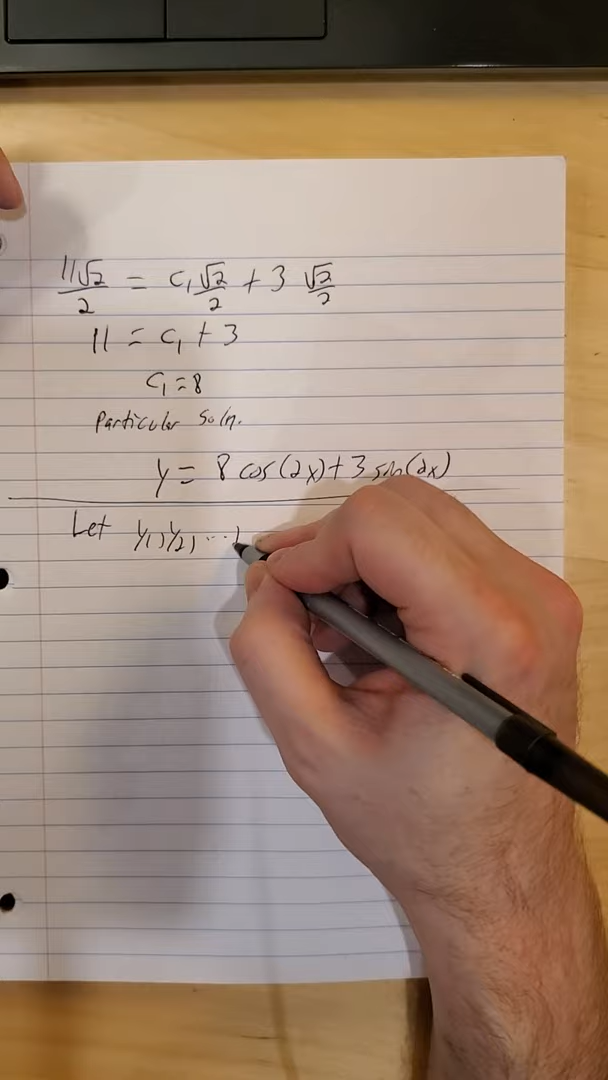 11√2/2 = c₁ √2/2 + 3 √2/2
11 = c₁ + 3
c₁ = 8
Particular Soln.
y = 8 cos(2x) + 3 sin(2x)
Let y₁, y₂, ...